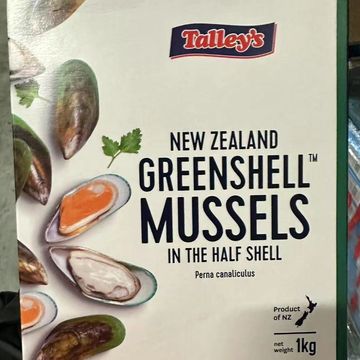 Talley's
NEW ZEALAND
GREENSHELL™
MUSSELS
IN THE HALF SHELL
Perna canaliculus
Product
of NZ
net
weight 1kg